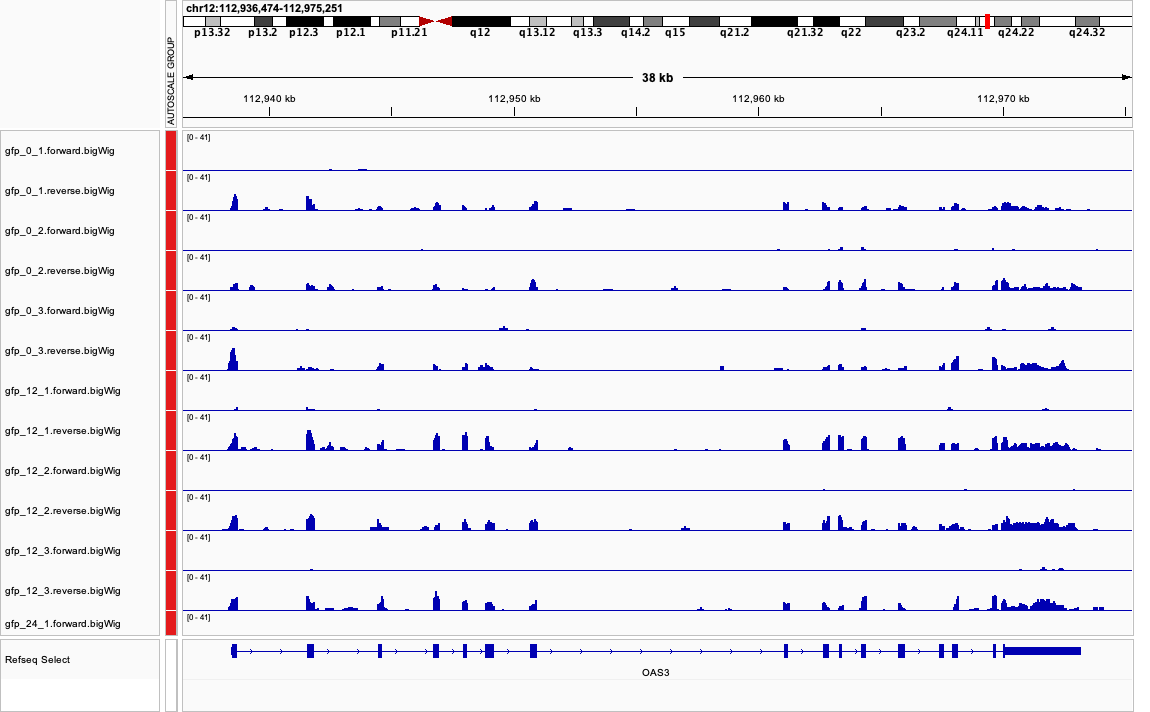 chr12:112,936,474-112,975,251
p13.32 p13.2 p12.3 p12.1 p11.21 q12 q13.12 q13.3 q14.2 q15 q21.2 q21.32 q22 q23.2 q24.11 q24.22 q24.32
AUTOSCALE GROUP
38 kb
112,940 kb 112,950 kb 112,960 kb 112,970 kb
gfp_0_1.forward.bigWig [0 - 41]
gfp_0_1.reverse.bigWig [0 - 41]
gfp_0_2.forward.bigWig [0 - 41]
gfp_0_2.reverse.bigWig [0 - 41]
gfp_0_3.forward.bigWig [0 - 41]
gfp_0_3.reverse.bigWig [0 - 41]
gfp_12_1.forward.bigWig [0 - 41]
gfp_12_1.reverse.bigWig [0 - 41]
gfp_12_2.forward.bigWig [0 - 41]
gfp_12_2.reverse.bigWig [0 - 41]
gfp_12_3.forward.bigWig [0 - 41]
gfp_12_3.reverse.bigWig [0 - 41]
gfp_24_1.forward.bigWig [0 - 41]
Refseq Select
OAS3